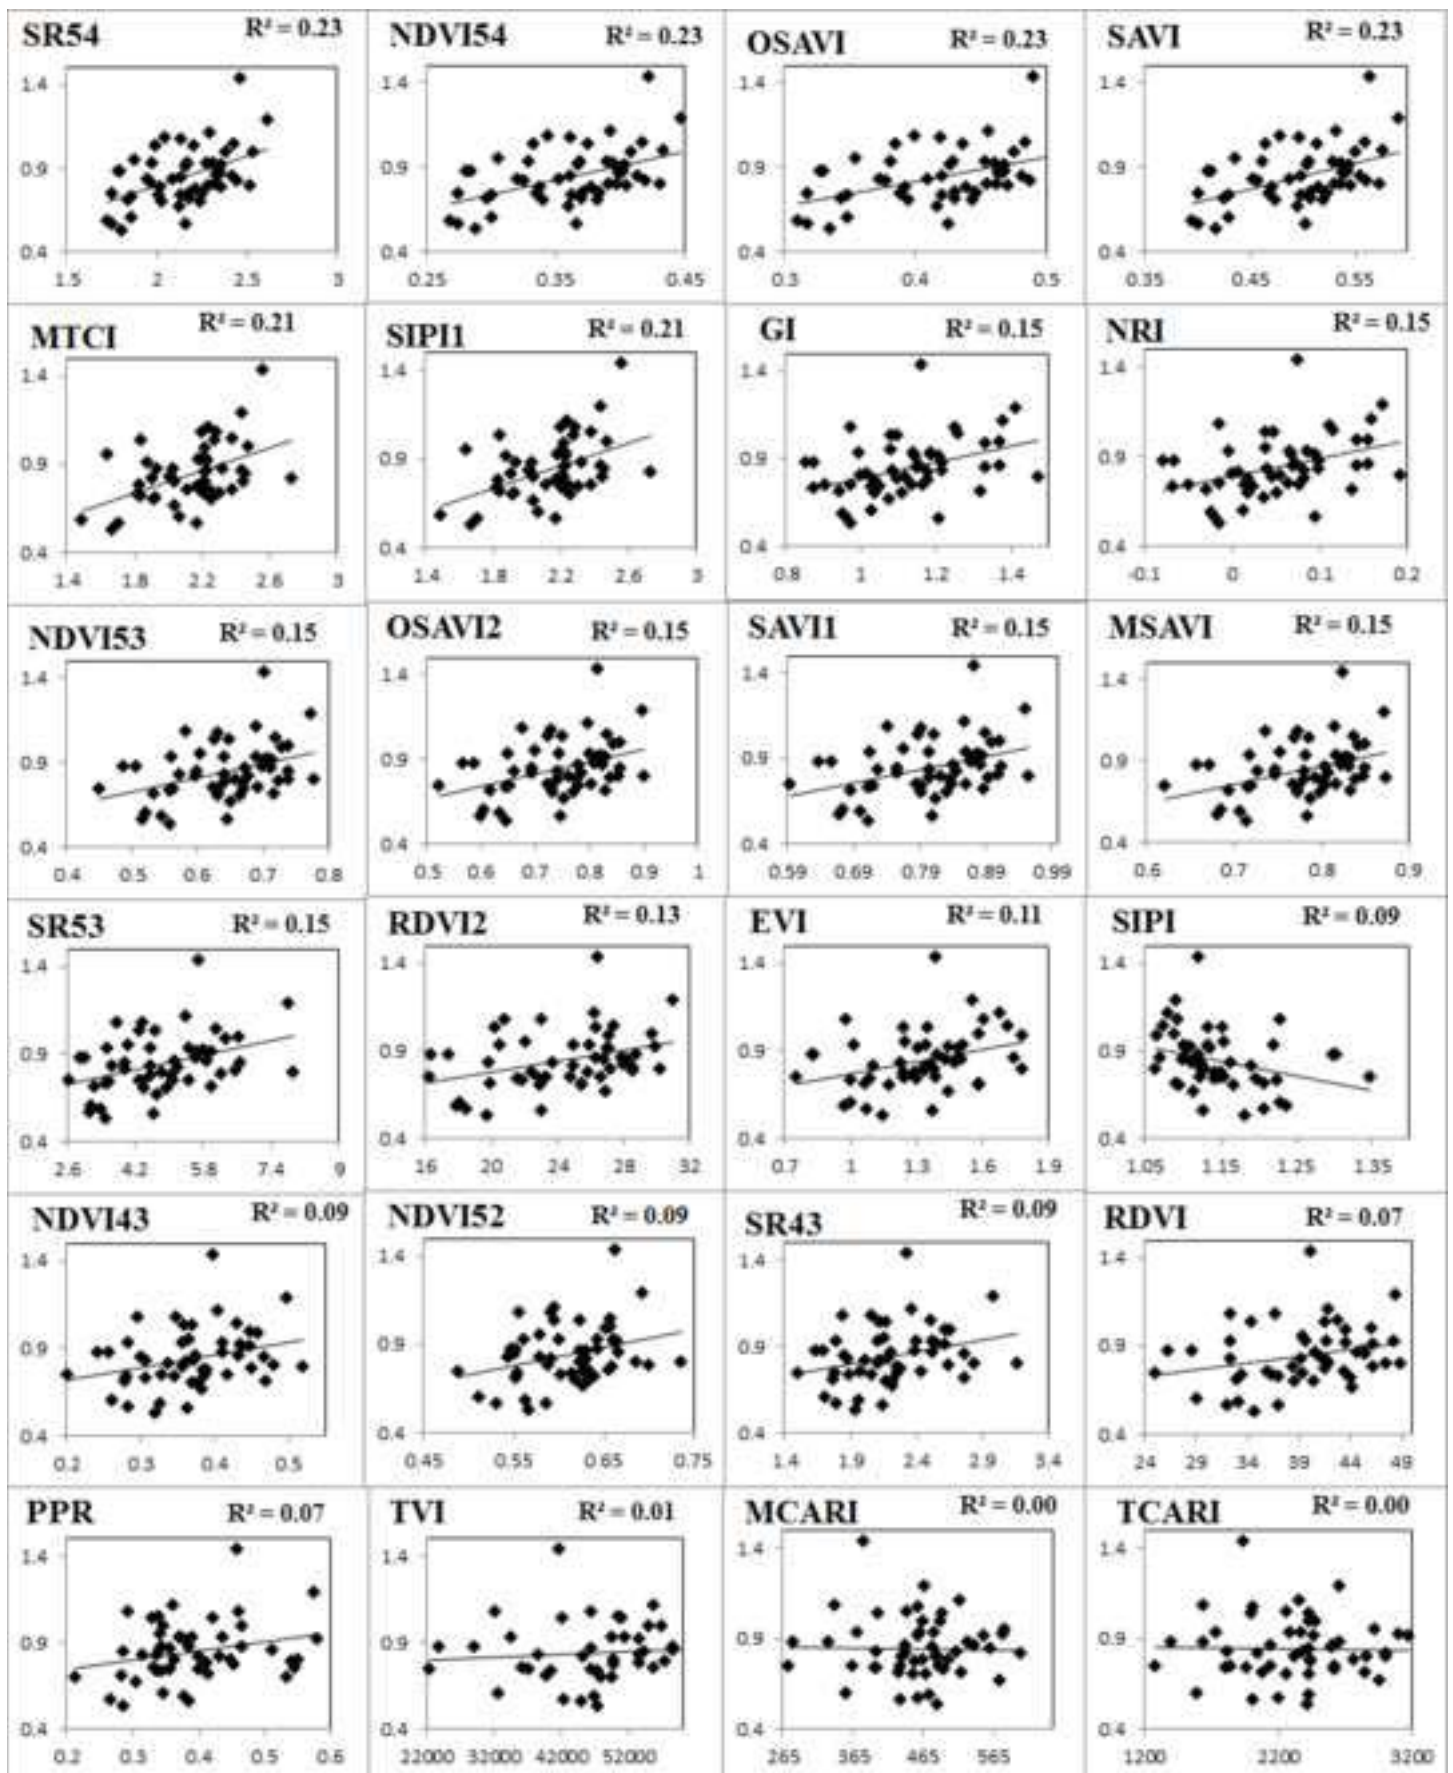 SR54 R² = 0.23
1.4
0.9
0.4
1.5 2 2.5 3
NDVI54 R² = 0.23
1.4
0.9
0.4
0.25 0.35 0.45
OSAVI R² = 0.23
1.4
0.9
0.4
0.3 0.4 0.5
SAVI R² = 0.23
1.4
0.9
0.4
0.35 0.45 0.55
MTCI R² = 0.21
1.4
0.9
0.4
1.4 1.8 2.2 2.6 3
SIPI1 R² = 0.21
1.4
0.9
0.4
1.4 1.8 2.2 2.6 3
GI R² = 0.15
1.4
0.9
0.4
0.8 1 1.2 1.4
NRI R² = 0.15
1.4
0.9
0.4
-0.1 0 0.1 0.2
NDVI53 R² = 0.15
1.4
0.9
0.4
0.4 0.5 0.6 0.7 0.8
OSAVI2 R² = 0.15
1.4
0.9
0.4
0.5 0.6 0.7 0.8 0.9 1
SAVI1 R² = 0.15
1.4
0.9
0.4
0.59 0.69 0.79 0.89 0.99
MSAVI R² = 0.15
1.4
0.9
0.4
0.6 0.7 0.8 0.9
SR53 R² = 0.15
1.4
0.9
0.4
2.6 4.2 5.8 7.4 9
RDVI2 R² = 0.13
1.4
0.9
0.4
16 20 24 28 32
EVI R² = 0.11
1.4
0.9
0.4
0.7 1 1.3 1.6 1.9
SIPI R² = 0.09
1.4
0.9
0.4
1.05 1.15 1.25 1.35
NDVI43 R² = 0.09
1.4
0.9
0.4
0.2 0.3 0.4 0.5
NDVI52 R² = 0.09
1.4
0.9
0.4
0.45 0.55 0.65 0.75
SR43 R² = 0.09
1.4
0.9
0.4
1.4 1.9 2.4 2.9 3.4
RDVI R² = 0.07
1.4
0.9
0.4
24 29 34 39 44 49
PPR R² = 0.07
1.4
0.9
0.4
0.2 0.3 0.4 0.5 0.6
TVI R² = 0.01
1.4
0.9
0.4
22000 32000 42000 52000
MCARI R² = 0.00
1.4
0.9
0.4
265 365 465 565
TCARI R² = 0.00
1.4
0.9
0.4
1200 2200 3200